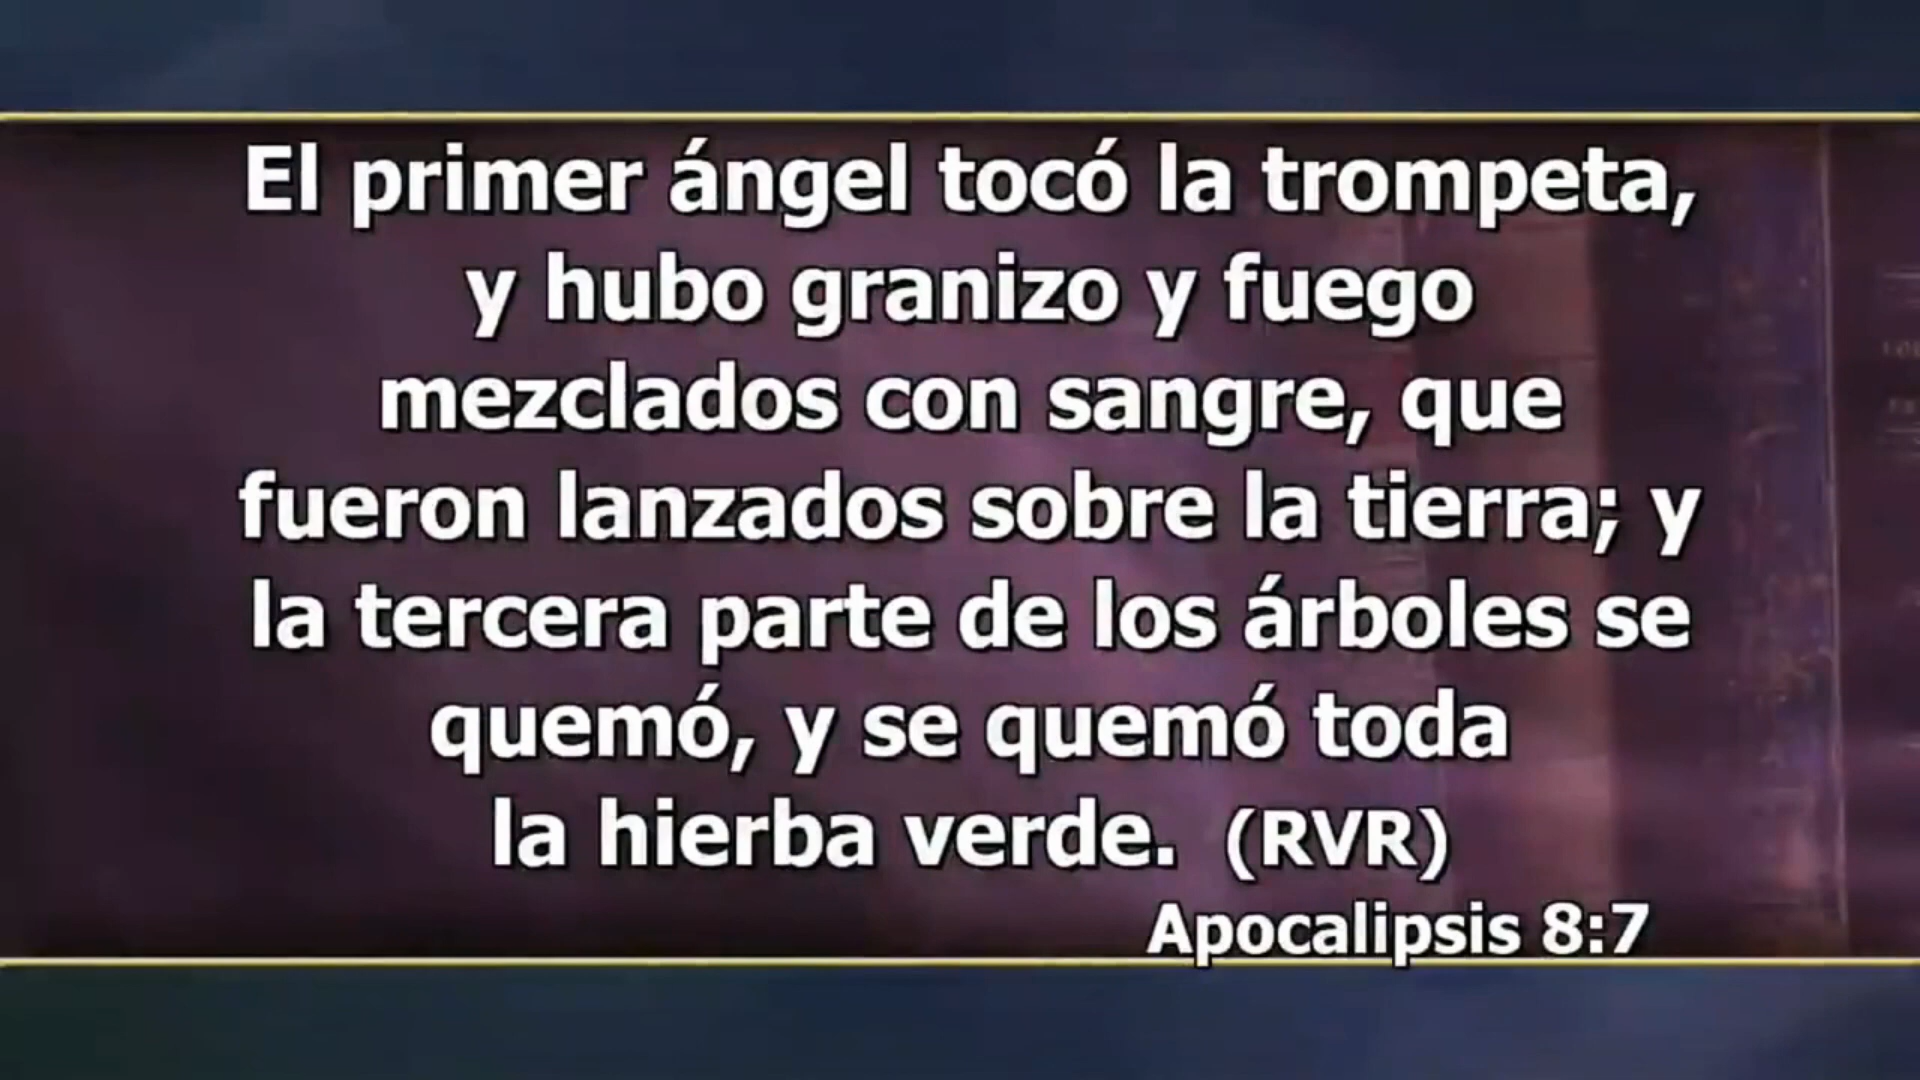 El primer ángel tocó la trompeta,
y hubo granizo y fuego
mezclados con sangre, que
fueron lanzados sobre la tierra; y
la tercera parte de los árboles se
quemó, y se quemó toda
la hierba verde. (RVR)
Apocalipsis 8:7